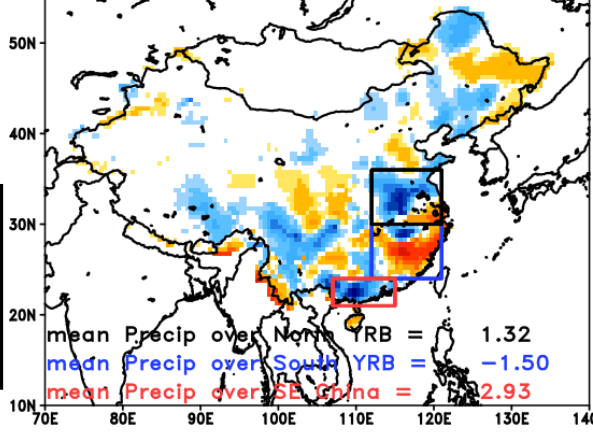 50N
40N
30N
20N
mean Precip over North YRB = 1.32
mean Precip over South YRB = −1.50
mean Precip over SE China = 2.93
10N
70E 80E 90E 100E 110E 120E 130E